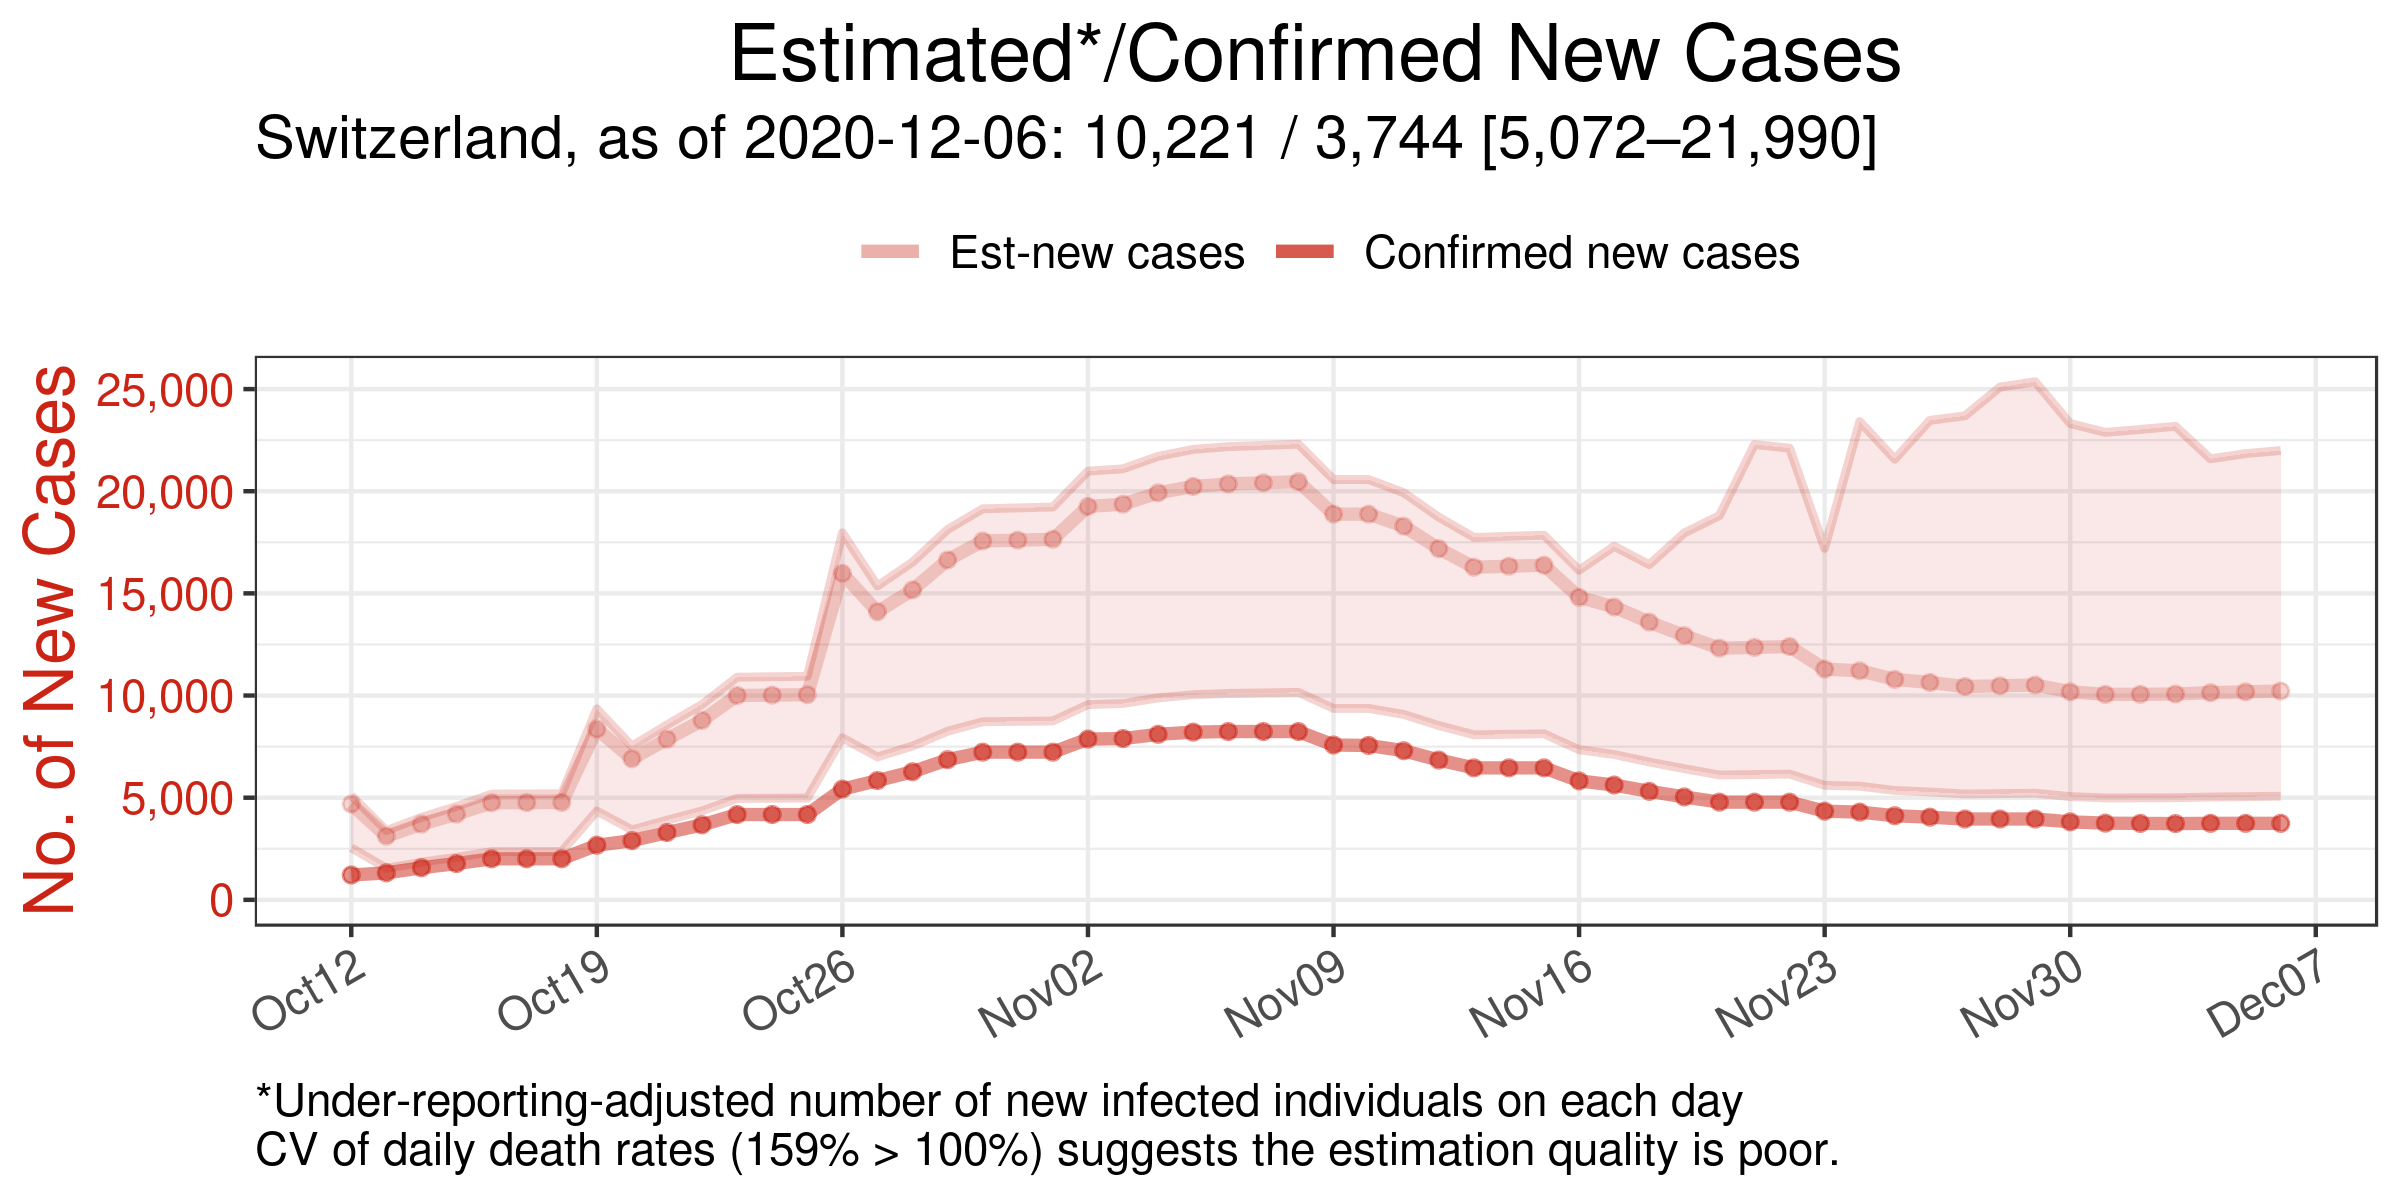 Estimated*/Confirmed New Cases
Switzerland, as of 2020-12-06: 10,221 / 3,744 [5,072–21,990]
Est-new cases
Confirmed new cases
No. of New Cases
25,000
20,000
15,000
10,000
5,000
0
Oct12
Oct19
Oct26
Nov02
Nov09
Nov16
Nov23
Nov30
Dec07
*Under-reporting-adjusted number of new infected individuals on each day
CV of daily death rates (159% > 100%) suggests the estimation quality is poor.